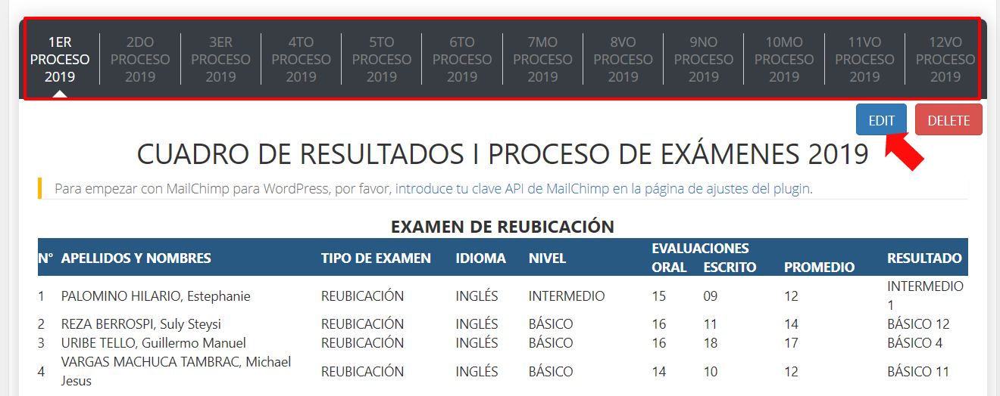 1ER PROCESO 2019
2DO PROCESO 2019
3ER PROCESO 2019
4TO PROCESO 2019
5TO PROCESO 2019
6TO PROCESO 2019
7MO PROCESO 2019
8VO PROCESO 2019
9NO PROCESO 2019
10MO PROCESO 2019
11VO PROCESO 2019
12VO PROCESO 2019
EDIT DELETE
CUADRO DE RESULTADOS I PROCESO DE EXÁMENES 2019
Para empezar con MailChimp para WordPress, por favor, introduce tu clave API de MailChimp en la página de ajustes del plugin.
EXAMEN DE REUBICACIÓN
N° APELLIDOS Y NOMBRES TIPO DE EXAMEN IDIOMA NIVEL EVALUACIONES ORAL ESCRITO PROMEDIO RESULTADO
1 PALOMINO HILARIO, Estephanie REUBICACIÓN INGLÉS INTERMEDIO 15 09 12 INTERMEDIO 1
2 REZA BERROSPI, Suly Steysi REUBICACIÓN INGLÉS BÁSICO 16 11 14 BÁSICO 12
3 URIBE TELLO, Guillermo Manuel REUBICACIÓN INGLÉS BÁSICO 16 18 17 BÁSICO 4
4 VARGAS MACHUCA TAMBRAC, Michael Jesus REUBICACIÓN INGLÉS BÁSICO 14 10 12 BÁSICO 11